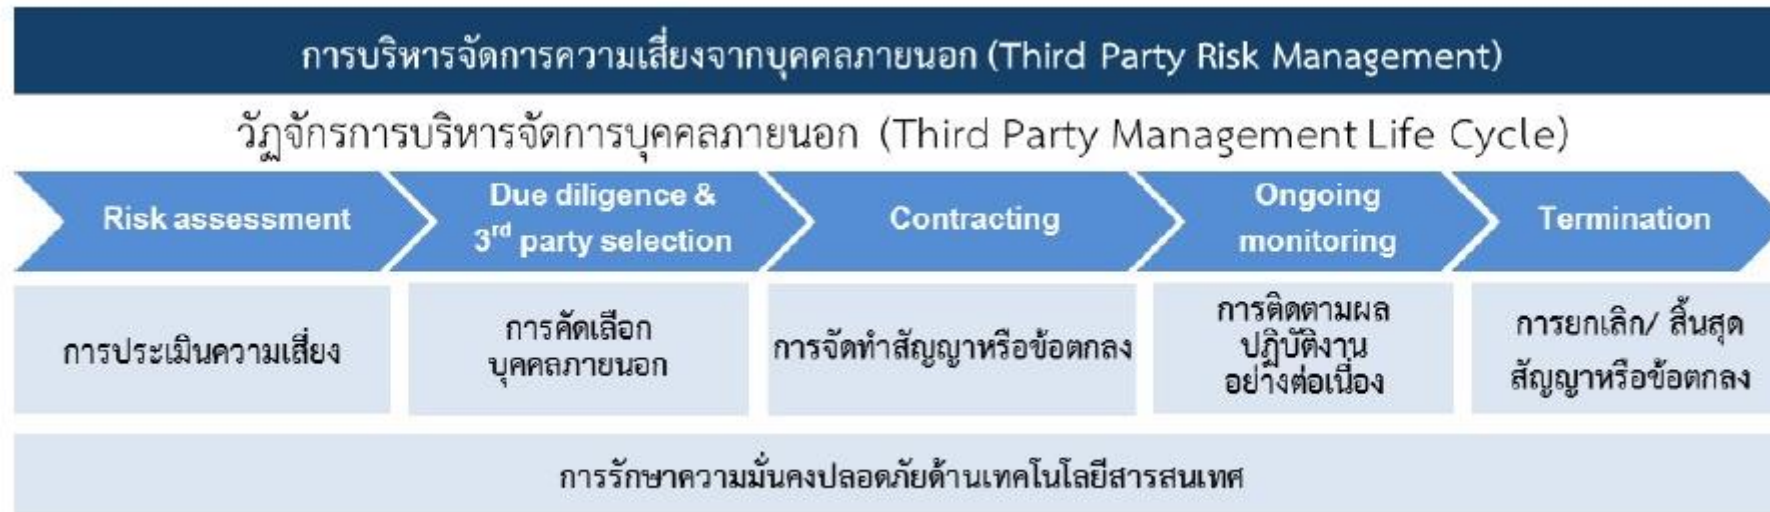 การบริหารจัดการความเสี่ยงจากบุคคลภายนอก (Third Party Risk Management)
วัฏจักรการบริหารจัดการบุคคลภายนอก (Third Party Management Life Cycle)
Risk assessment
Due diligence &
3rd party selection
Contracting
Ongoing
monitoring
Termination
การประเมินความเสี่ยง
การคัดเลือก
บุคคลภายนอก
การจัดทำสัญญาหรือข้อตกลง
การติดตามผล
ปฏิบัติงาน
อย่างต่อเนื่อง
การยกเลิก/ สิ้นสุด
สัญญาหรือข้อตกลง
การรักษาความมั่นคงปลอดภัยด้านเทคโนโลยีสารสนเทศ